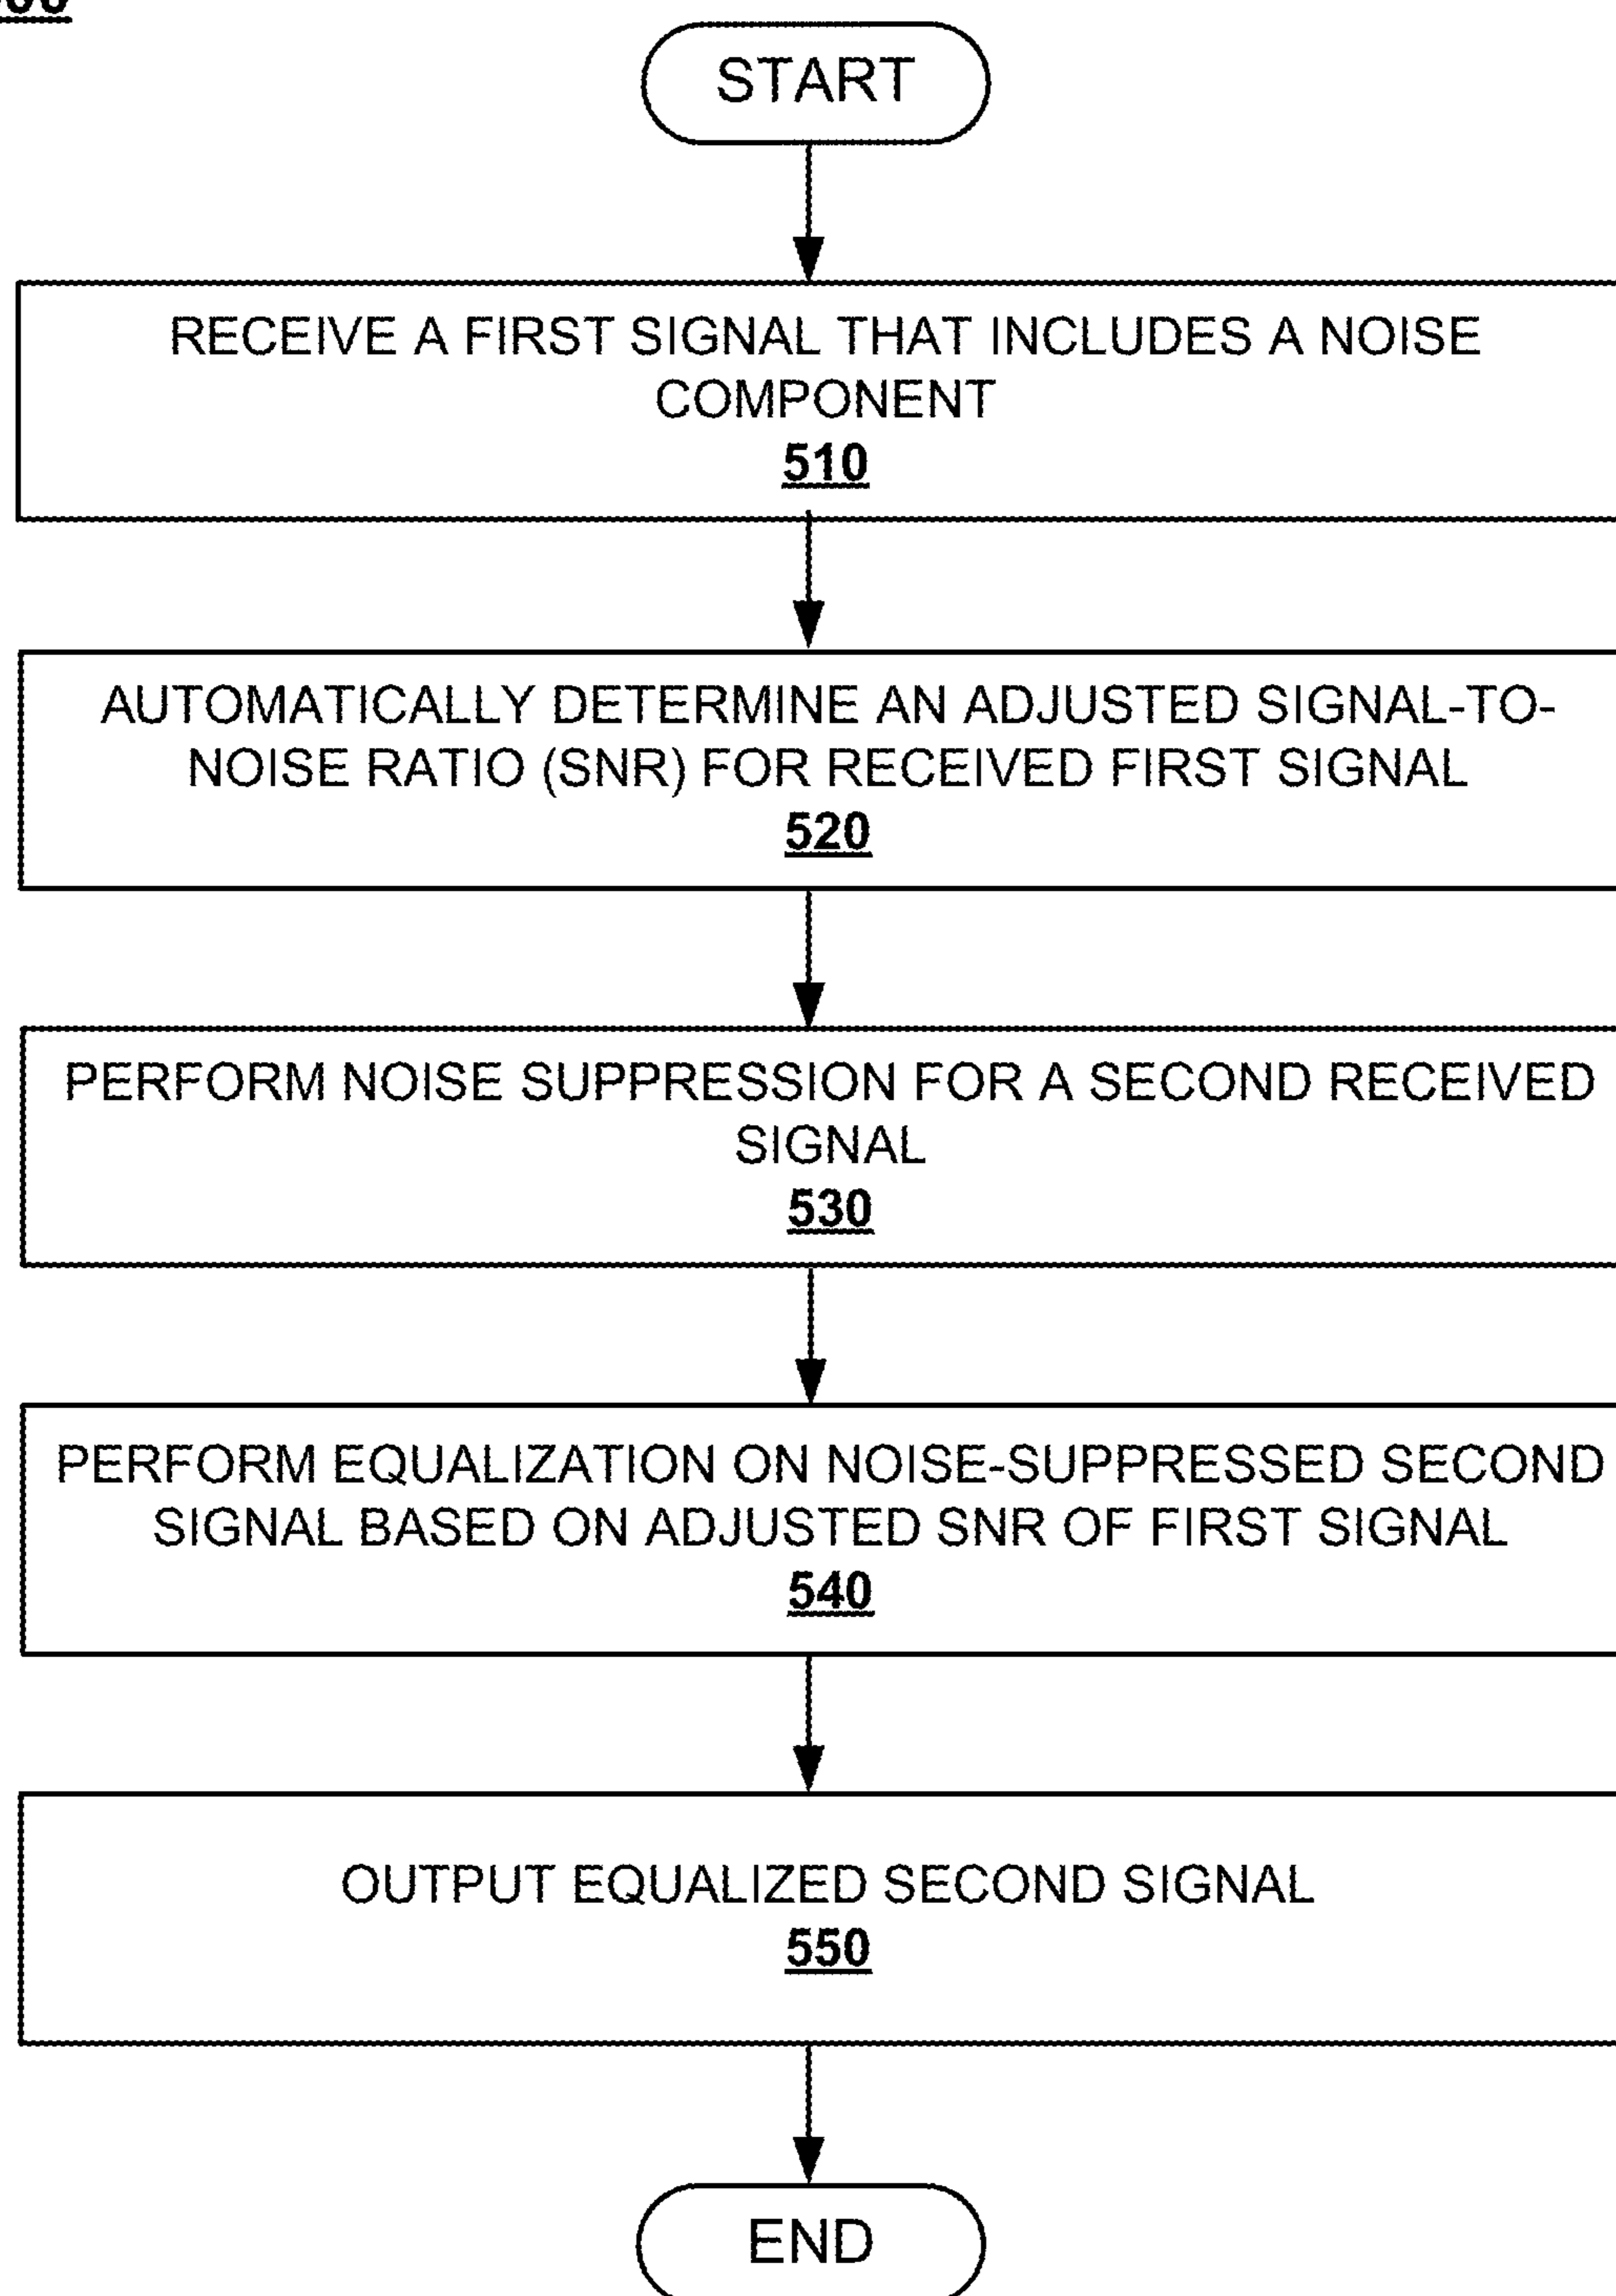 START
RECEIVE A FIRST SIGNAL THAT INCLUDES A NOISE
COMPONENT
510
AUTOMATICALLY DETERMINE AN ADJUSTED SIGNAL-TO-
NOISE RATIO (SNR) FOR RECEIVED FIRST SIGNAL
520
PERFORM NOISE SUPPRESSION FOR A SECOND RECEIVED
SIGNAL
530
PERFORM EQUALIZATION ON NOISE-SUPPRESSED SECOND
SIGNAL BASED ON ADJUSTED SNR OF FIRST SIGNAL
540
OUTPUT EQUALIZED SECOND SIGNAL
550
END